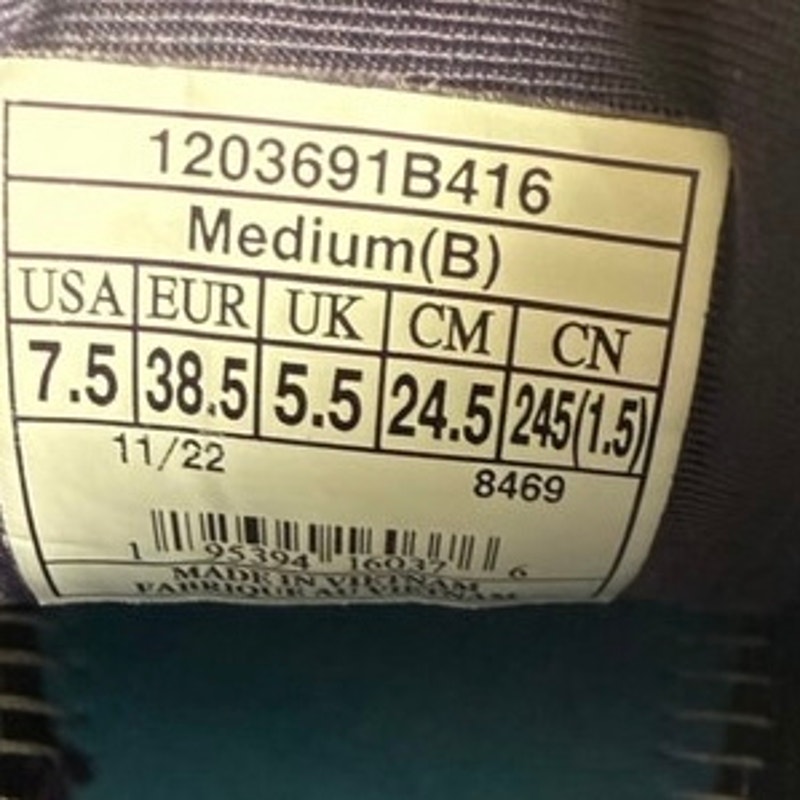 1203691B416
Medium(B)
USA EUR UK CM CN
7.5 38.5 5.5 24.5 245(1.5)
11/22
8469
1 95394 16037 6
MADE IN VIETNAM
FABRIQUE AU VIETNAM